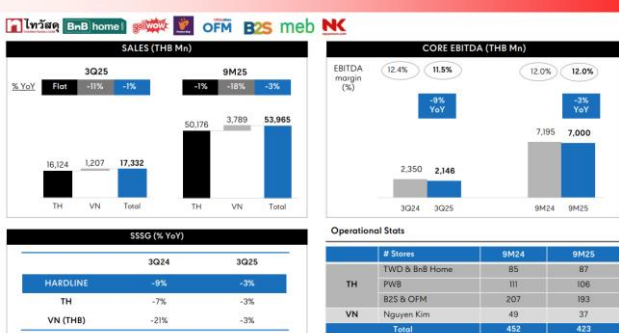 ไทวัสดุ BnB home go WOW OFM B2S meb NK
SALES (THB Mn)
3Q25 9M25
% YoY Flat -11% -1% -1% -18% -3%
50,176 3,789 53,965
16,124 1,207 17,332
TH VN Total TH VN Total
CORE EBITDA (THB Mn)
EBITDA margin (%) 12.4% 11.5% 12.0% 12.0%
-9% YoY -3% YoY
7,195 7,000
2,350 2,146
3Q24 3Q25 9M24 9M25
SSSG (% YoY)
3Q24 3Q25
HARDLINE -9% -3%
TH -7% -3%
VN (THB) -21% -3%
Operational Stats
# Stores 9M24 9M25
TH TWD & BnB Home 85 87
PWB 111 106
B2S & OFM 207 193
VN Nguyen Kim 49 37
Total 452 423